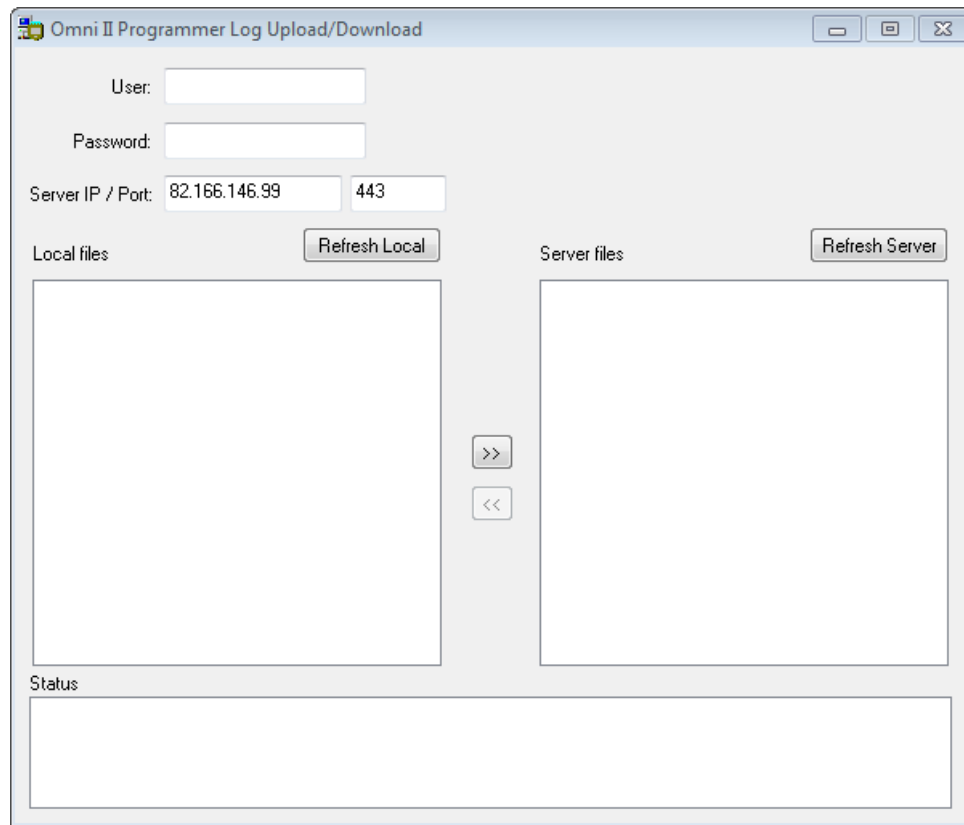 Omni II Programmer Log Upload/Download
User:
Password:
Server IP / Port: 82.166.146.99 443
Local files Refresh Local Server files Refresh Server
>>
<<
Status